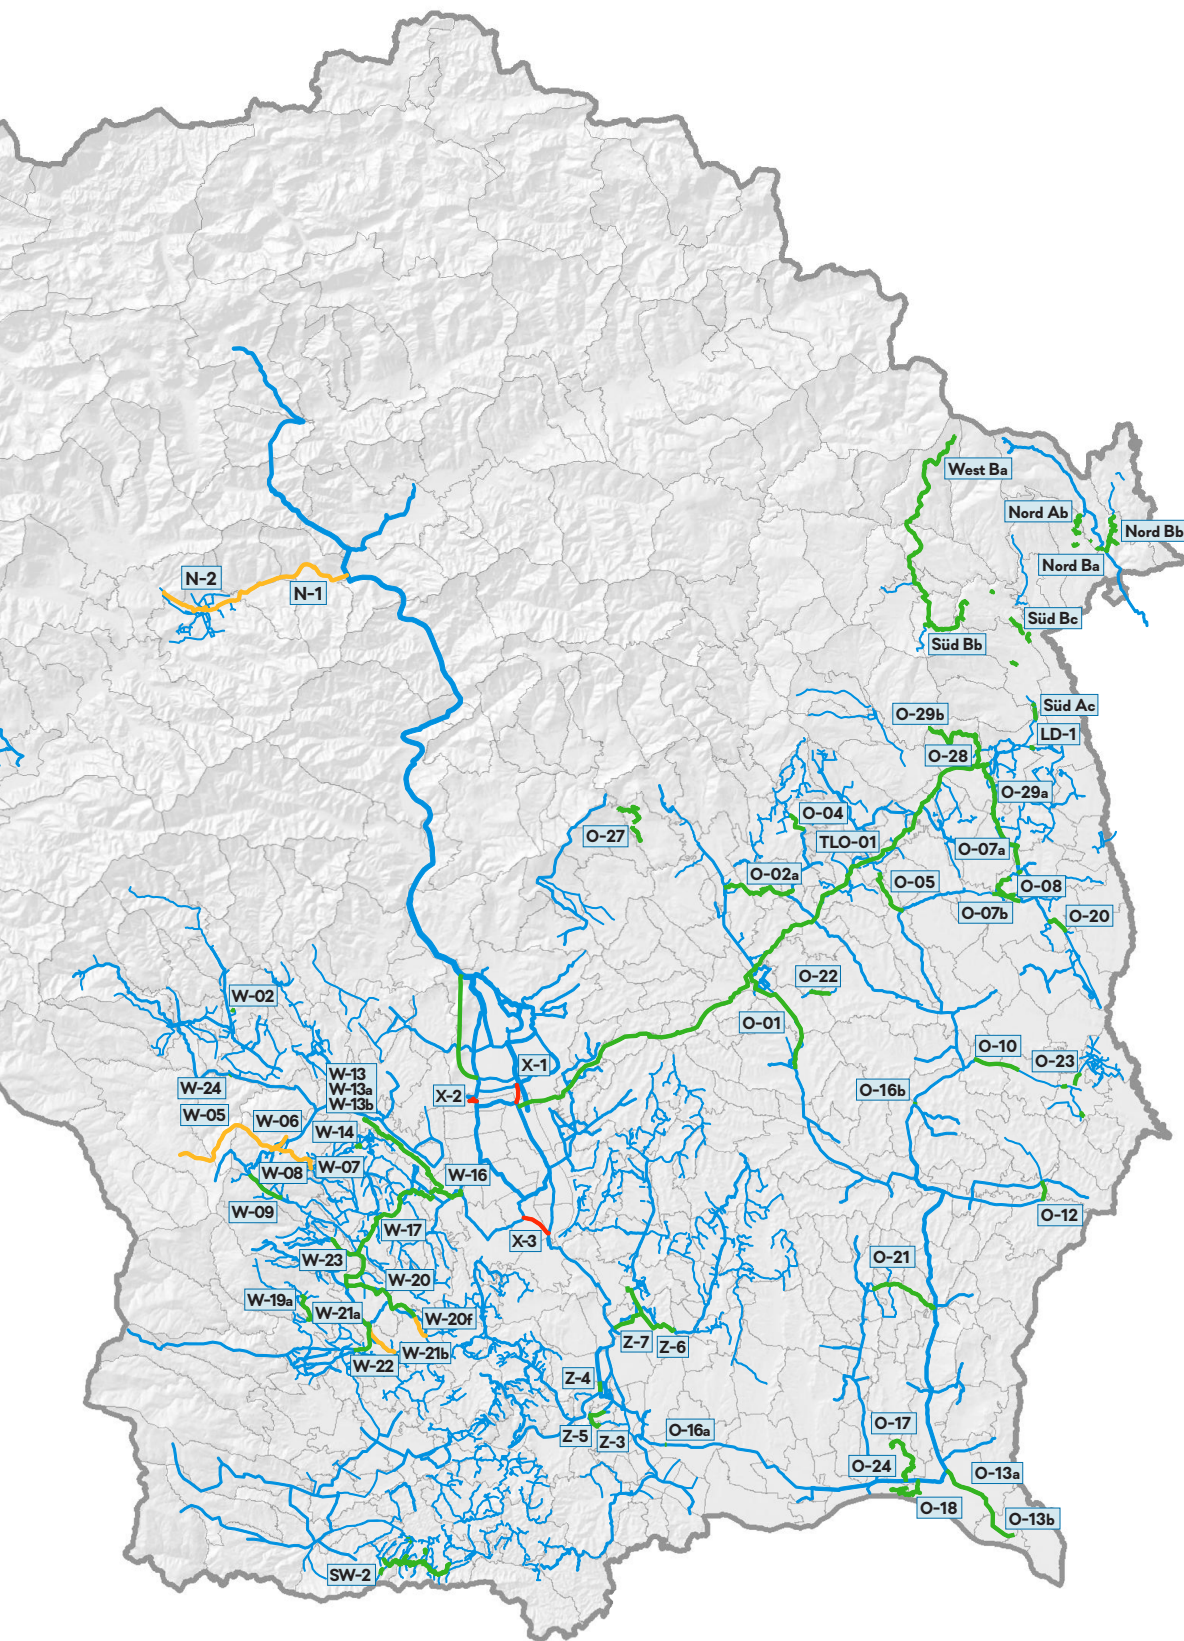 West Ba
Nord Ab
Nord Bb
Nord Ba
N-2
N-1
Süd Bc
Süd Bb
Süd Ac
O-29b
LD-1
O-28
O-29a
O-04
O-27
TLO-01
O-07a
O-02a
O-05
O-08
O-07b
O-20
O-22
W-02
O-01
O-10
O-23
X-1
W-13
W-13a
W-13b
W-24
X-2
O-16b
W-05
W-06
W-14
W-07
W-08
W-16
W-09
O-12
W-17
X-3
W-23
O-21
W-20
W-19a
W-21a
W-20f
Z-7
Z-6
W-21b
W-22
Z-4
O-17
Z-5
Z-3
O-16a
O-24
O-13a
O-18
O-13b
SW-2